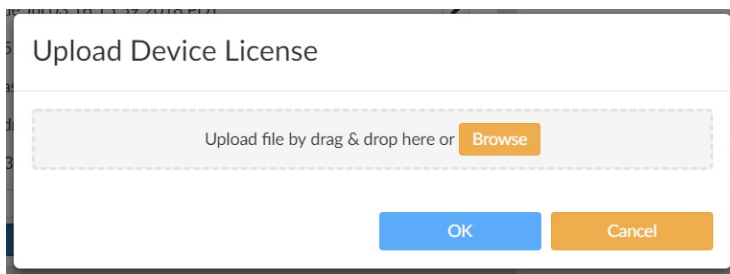 Upload Device License
Upload file by drag & drop here or Browse
OK Cancel